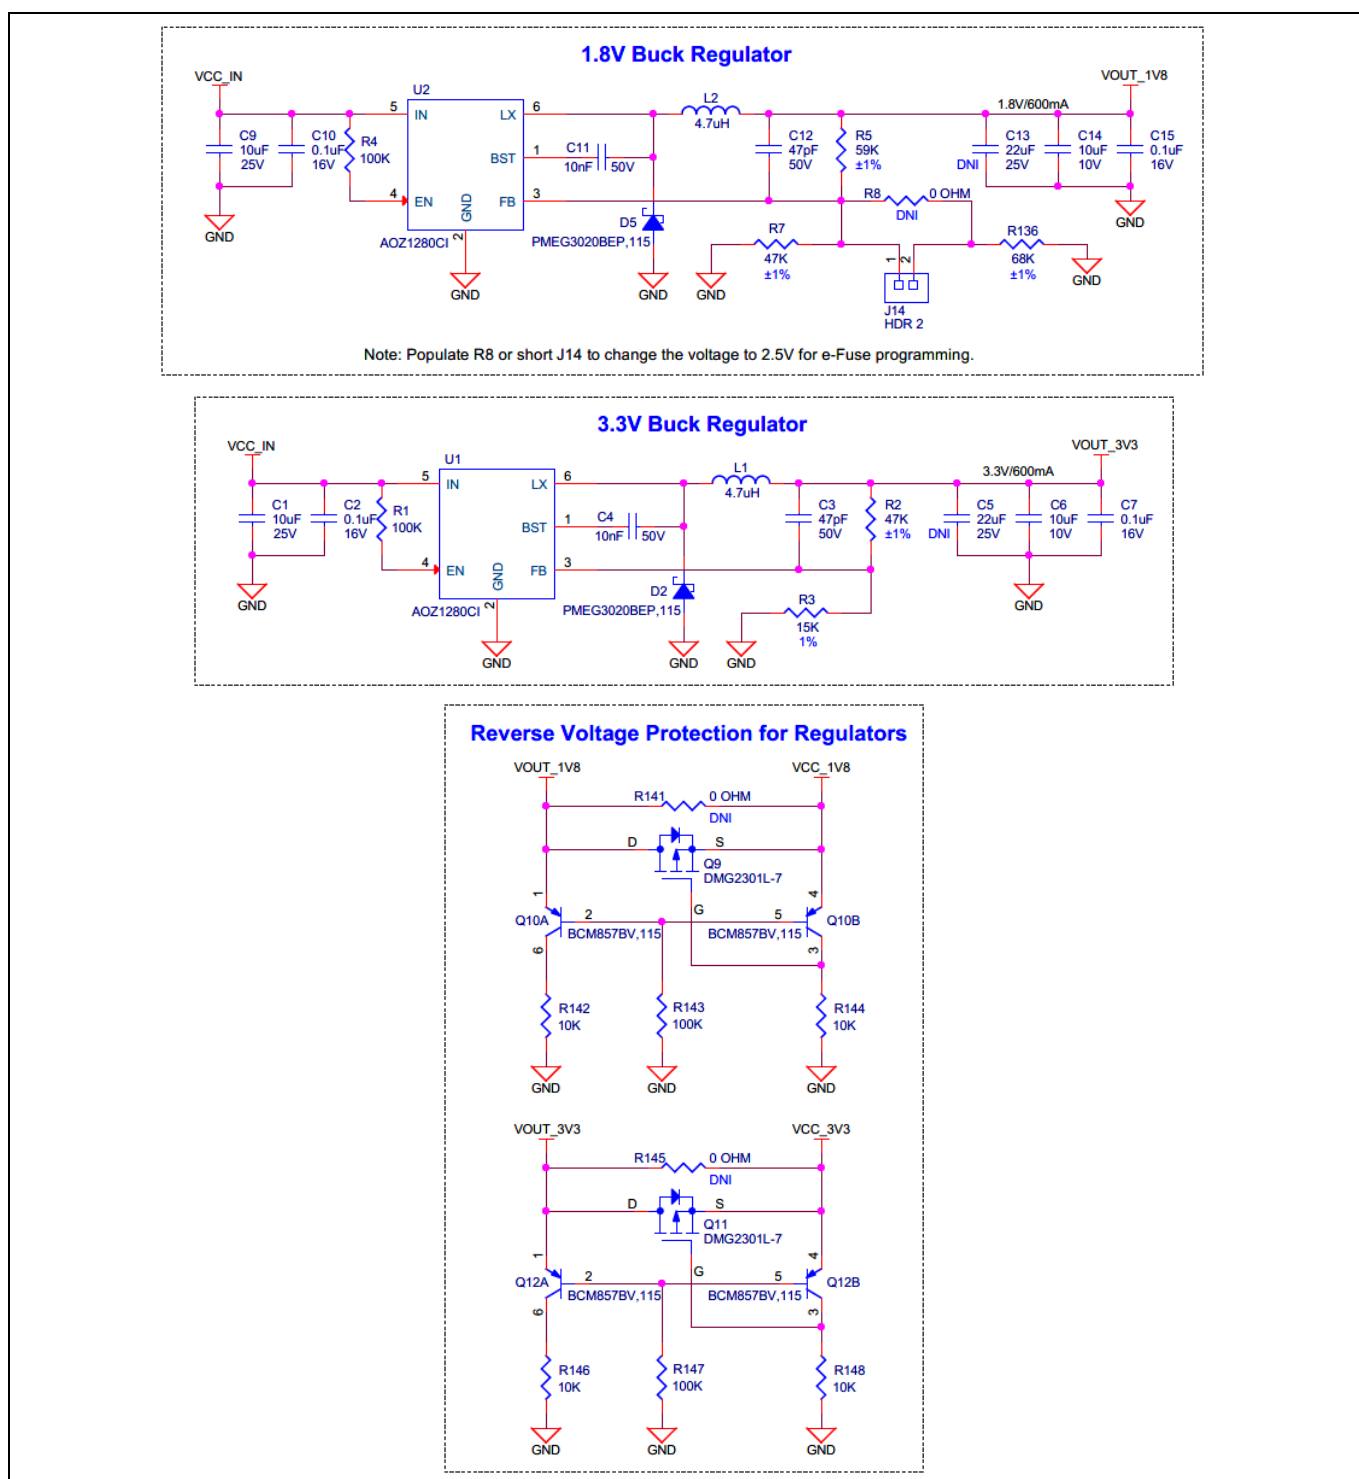 1.8V Buck Regulator
VCC_IN
VOUT_1V8
U2
L2
4.7uH
1.8V/600mA
5
IN
LX
6
C9
10uF
25V
C10
0.1uF
16V
R4
100K
BST
1
C11
10nF
50V
C12
47pF
50V
R5
59K
±1%
C13
22uF
25V
DNI
C14
10uF
10V
C15
0.1uF
16V
4
EN
GND
FB
3
R8
0 OHM
DNI
GND
AOZ1280CI
2
D5
PMEG3020BEP,115
R7
47K
±1%
R136
68K
±1%
GND
1
2
GND
GND
GND
GND
J14
HDR 2
Note: Populate R8 or short J14 to change the voltage to 2.5V for e-Fuse programming.
3.3V Buck Regulator
VCC_IN
VOUT_3V3
U1
L1
4.7uH
3.3V/600mA
5
IN
LX
6
C1
10uF
25V
C2
0.1uF
16V
R1
100K
BST
1
C4
10nF
50V
C3
47pF
50V
R2
47K
±1%
C5
22uF
25V
DNI
C6
10uF
10V
C7
0.1uF
16V
4
EN
GND
FB
3
GND
AOZ1280CI
2
D2
PMEG3020BEP,115
R3
15K
1%
GND
GND
GND
GND
Reverse Voltage Protection for Regulators
VOUT_1V8
VCC_1V8
R141
0 OHM
DNI
D
S
Q9
DMG2301L-7
1
4
G
Q10A
2
5
Q10B
BCM857BV,115
BCM857BV,115
6
3
R142
10K
R143
100K
R144
10K
GND
GND
GND
VOUT_3V3
VCC_3V3
R145
0 OHM
DNI
D
S
Q11
DMG2301L-7
1
4
G
Q12A
2
5
Q12B
BCM857BV,115
BCM857BV,115
6
3
R146
10K
R147
100K
R148
10K
GND
GND
GND